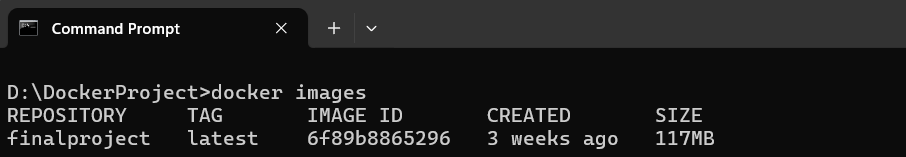 Command Prompt
D:\DockerProject>docker images
REPOSITORY TAG IMAGE ID CREATED SIZE
finalproject latest 6f89b8865296 3 weeks ago 117MB